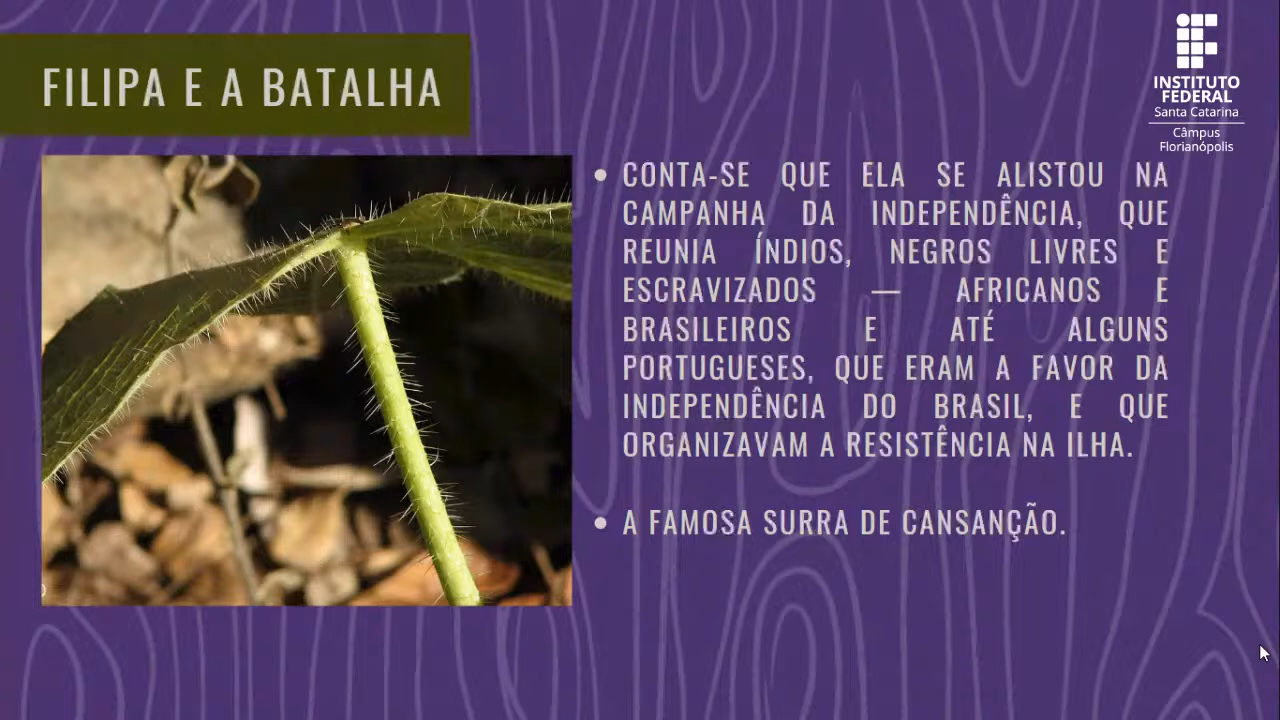 FILIPA E A BATALHA
INSTITUTO
FEDERAL
Santa Catarina
Câmpus
Florianópolis
• CONTA-SE QUE ELA SE ALISTOU NA
CAMPANHA DA INDEPENDÊNCIA, QUE
REUNIA ÍNDIOS, NEGROS LIVRES E
ESCRAVIZADOS — AFRICANOS E
BRASILEIROS E ATÉ ALGUNS
PORTUGUESES, QUE ERAM A FAVOR DA
INDEPENDÊNCIA DO BRASIL, E QUE
ORGANIZAVAM A RESISTÊNCIA NA ILHA.
• A FAMOSA SURRA DE CANSANÇÃO.